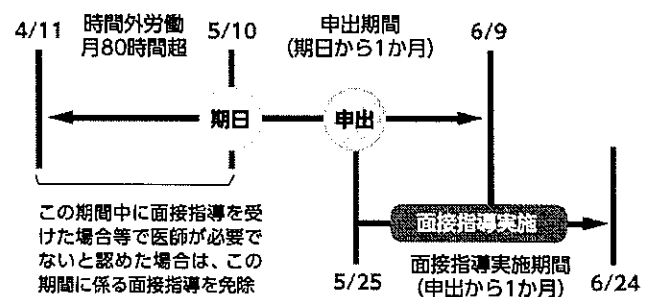 4/11
時間外労働
月80時間超
5/10
申出期間
(期日から1か月)
6/9
期日
申出
この期間中に面接指導を受
けた場合等で医師が必要で
ないと認めた場合は、この
期間に係る面接指導を免除
面接指導実施
5/25
面接指導実施期間
(申出から1か月)
6/24